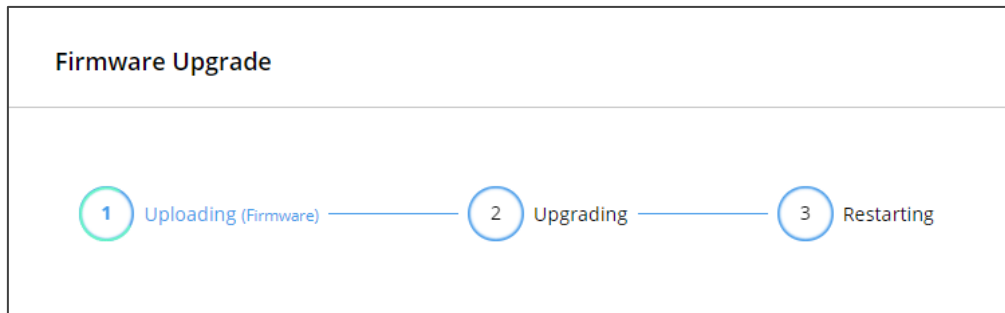 Firmware Upgrade
1 Uploading (Firmware) 2 Upgrading 3 Restarting